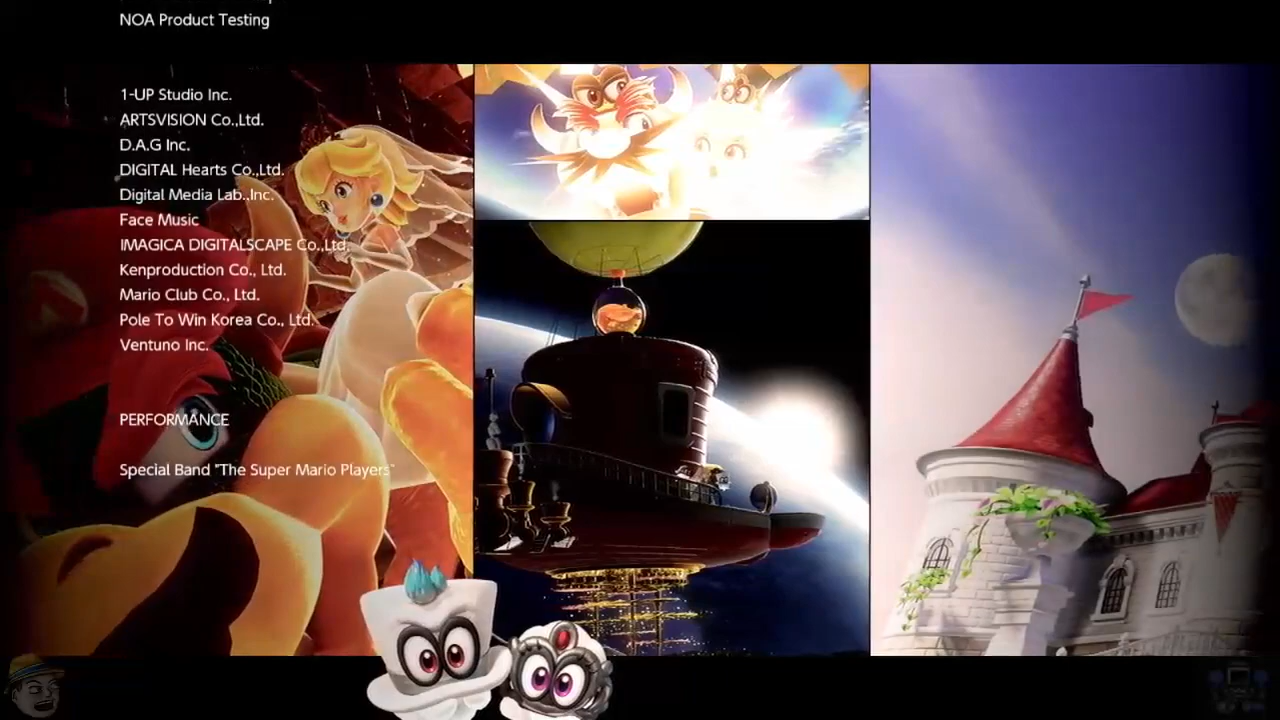 NOA Product Testing
1-UP Studio Inc.
ARTSVISION Co.,Ltd.
D.A.G Inc.
DIGITAL Hearts Co.,Ltd.
Digital Media Lab.,Inc.
Face Music
IMAGICA DIGITALSCAPE Co.,Ltd.
Kenproduction Co., Ltd.
Mario Club Co., Ltd.
Pole To Win Korea Co., Ltd.
Ventuno Inc.
PERFORMANCE
Special Band "The Super Mario Players"